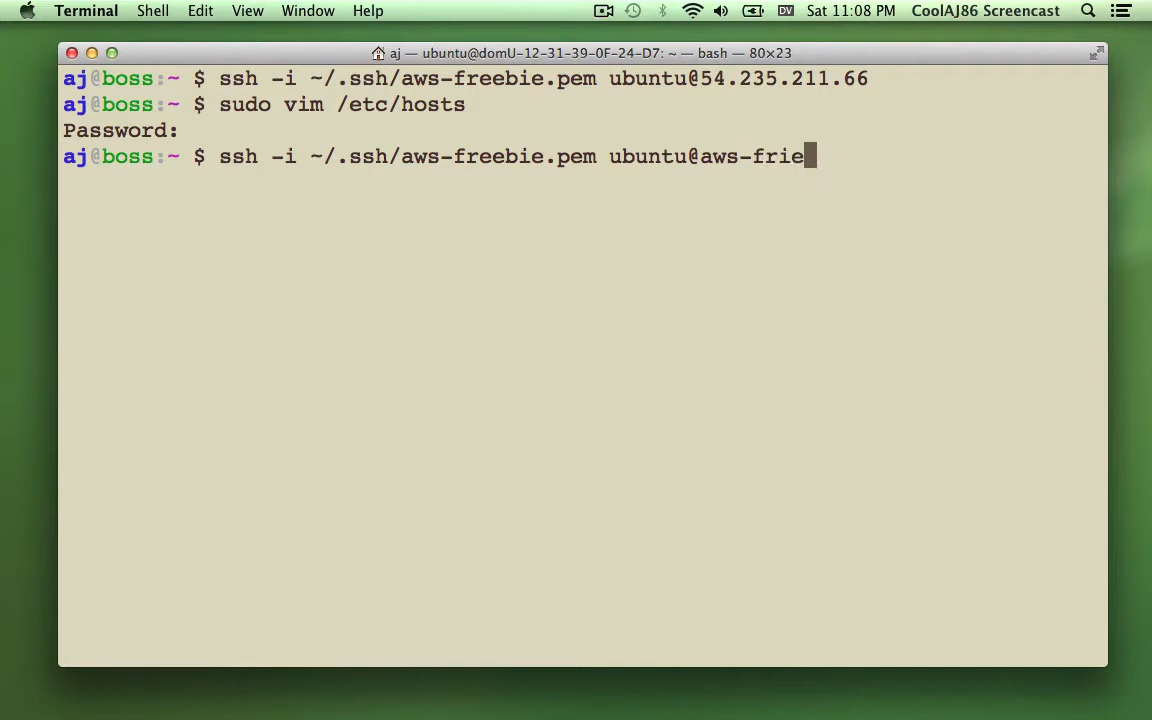 Terminal Shell Edit View Window Help DV Sat 11:08 PM CoolAJ86 Screencast
aj — ubuntu@domU-12-31-39-0F-24-D7: ~ — bash — 80×23
aj@boss:~ $ ssh -i ~/.ssh/aws-freebie.pem ubuntu@54.235.211.66
aj@boss:~ $ sudo vim /etc/hosts
Password:
aj@boss:~ $ ssh -i ~/.ssh/aws-freebie.pem ubuntu@aws-frie